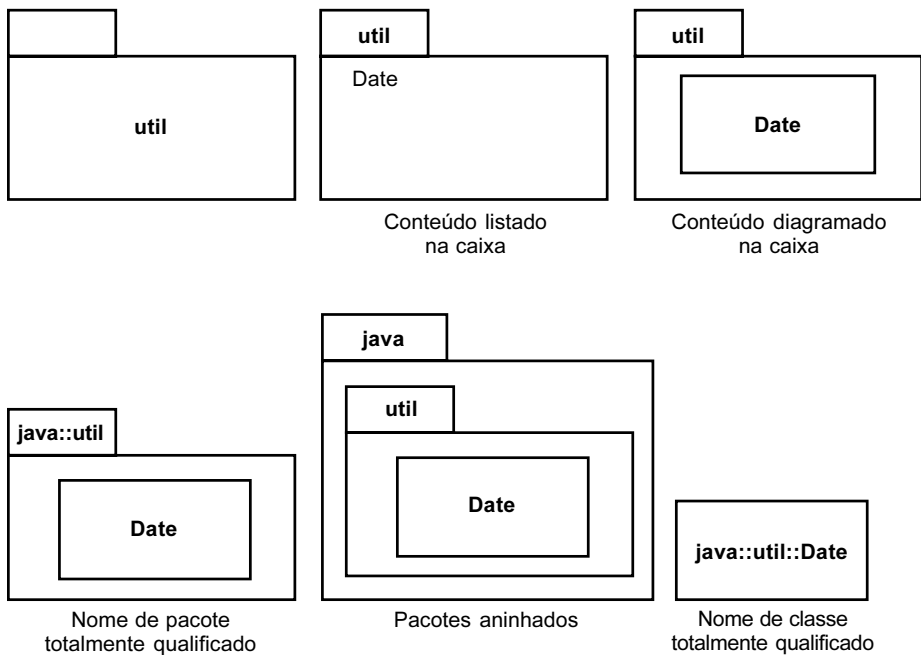 util
util
Date
Conteúdo listado
na caixa
util
Date
Conteúdo diagramado
na caixa
java::util
Date
Nome de pacote
totalmente qualificado
java
util
Date
Pacotes aninhados
java::util::Date
Nome de classe
totalmente qualificado